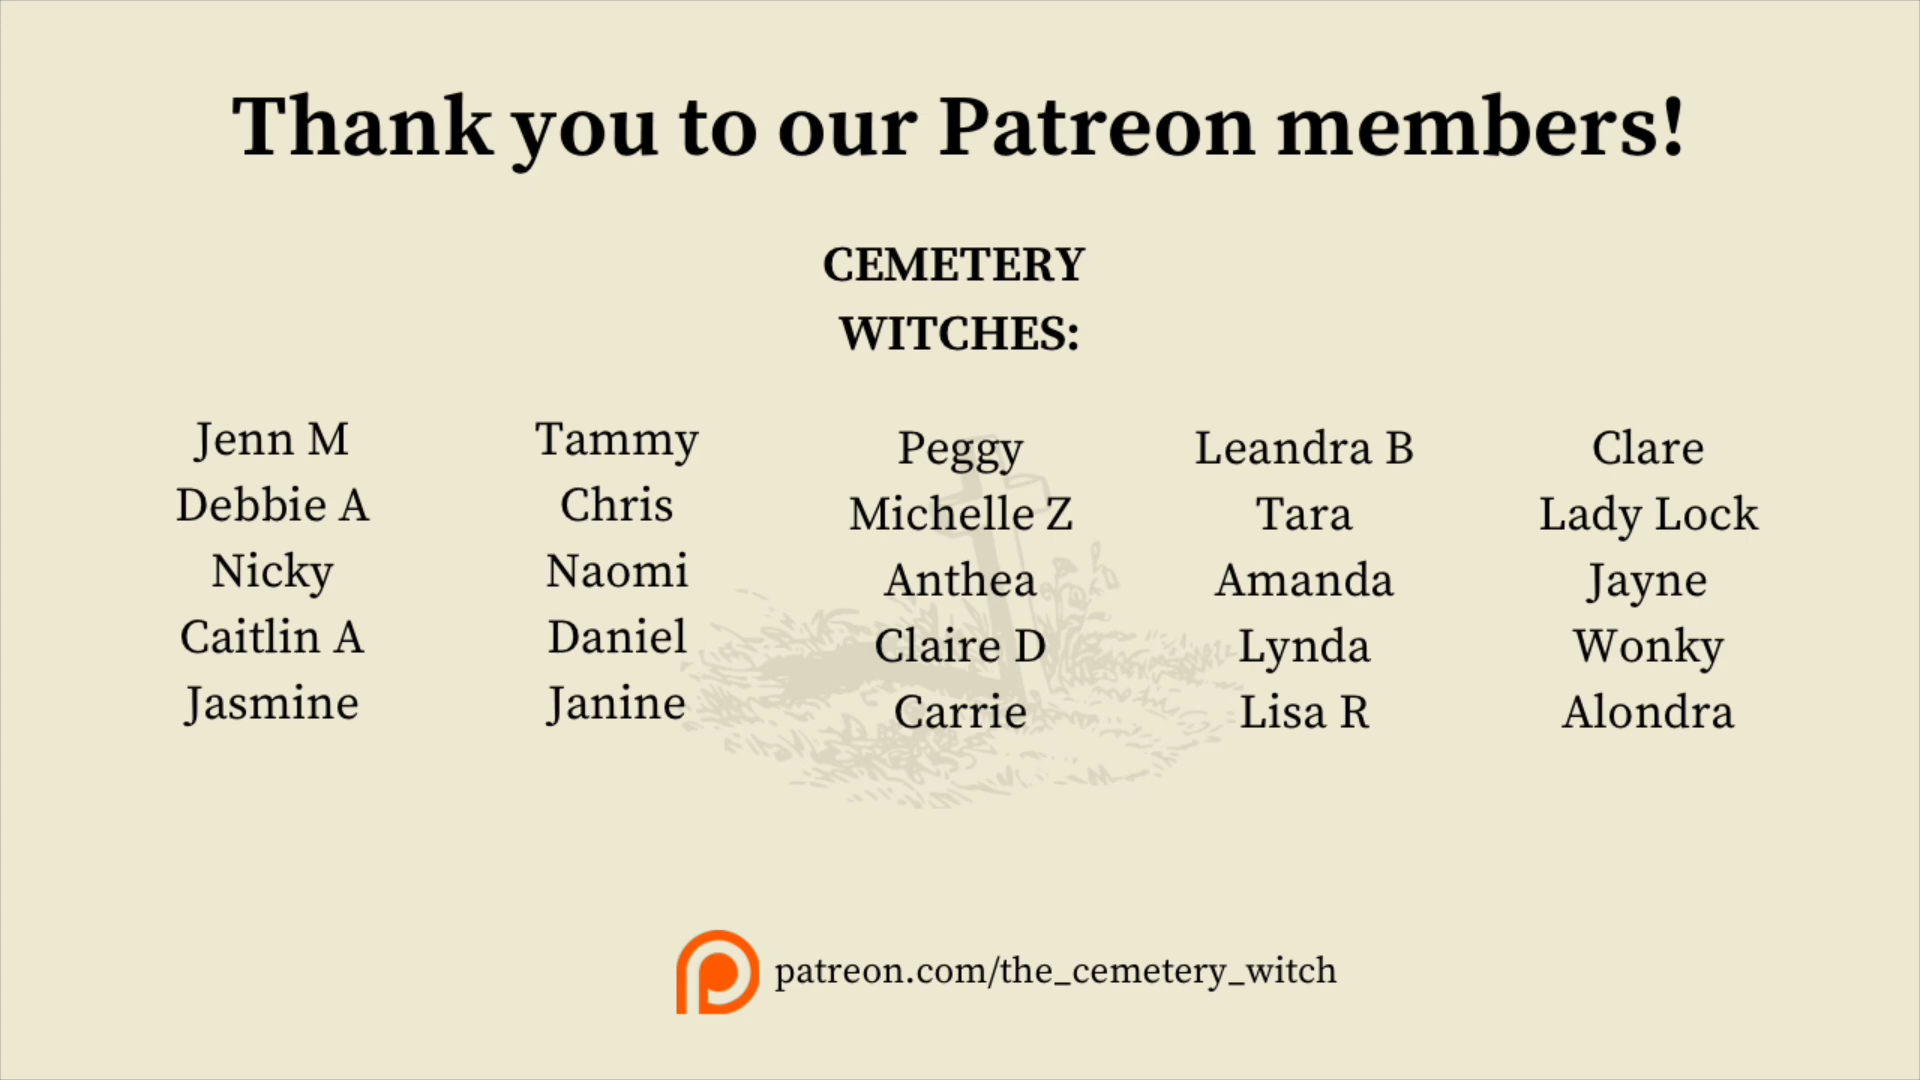 Thank you to our Patreon members!
CEMETERY
WITCHES:
Jenn M
Debbie A
Nicky
Caitlin A
Jasmine
Tammy
Chris
Naomi
Daniel
Janine
Peggy
Michelle Z
Anthea
Claire D
Carrie
Leandra B
Tara
Amanda
Lynda
Lisa R
Clare
Lady Lock
Jayne
Wonky
Alondra
patreon.com/the_cemetery_witch